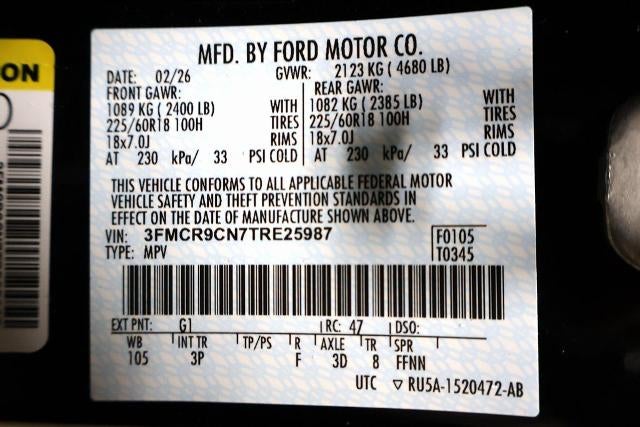 ON
MFD. BY FORD MOTOR CO.
DATE: 02/26 GVWR: 2123 KG ( 4680 LB)
FRONT GAWR: REAR GAWR:
1089 KG ( 2400 LB) WITH 1082 KG ( 2385 LB) WITH
225/60R18 100H TIRES 225/60R18 100H TIRES
18x7.0J RIMS 18x7.0J RIMS
AT 230 kPa/ 33 PSI COLD AT 230 kPa/ 33 PSI COLD
THIS VEHICLE CONFORMS TO ALL APPLICABLE FEDERAL MOTOR
VEHICLE SAFETY AND THEFT PREVENTION STANDARDS IN
EFFECT ON THE DATE OF MANUFACTURE SHOWN ABOVE.
VIN: 3FMCR9CN7TRE25987 F0105
TYPE: MPV T0345
EXT PNT: G1 RC: 47 DSO:
WB INT TR TP/PS R AXLE TR SPR
105 3P F 3D 8 FFNN
UTC ▽ RU5A-1520472-AB